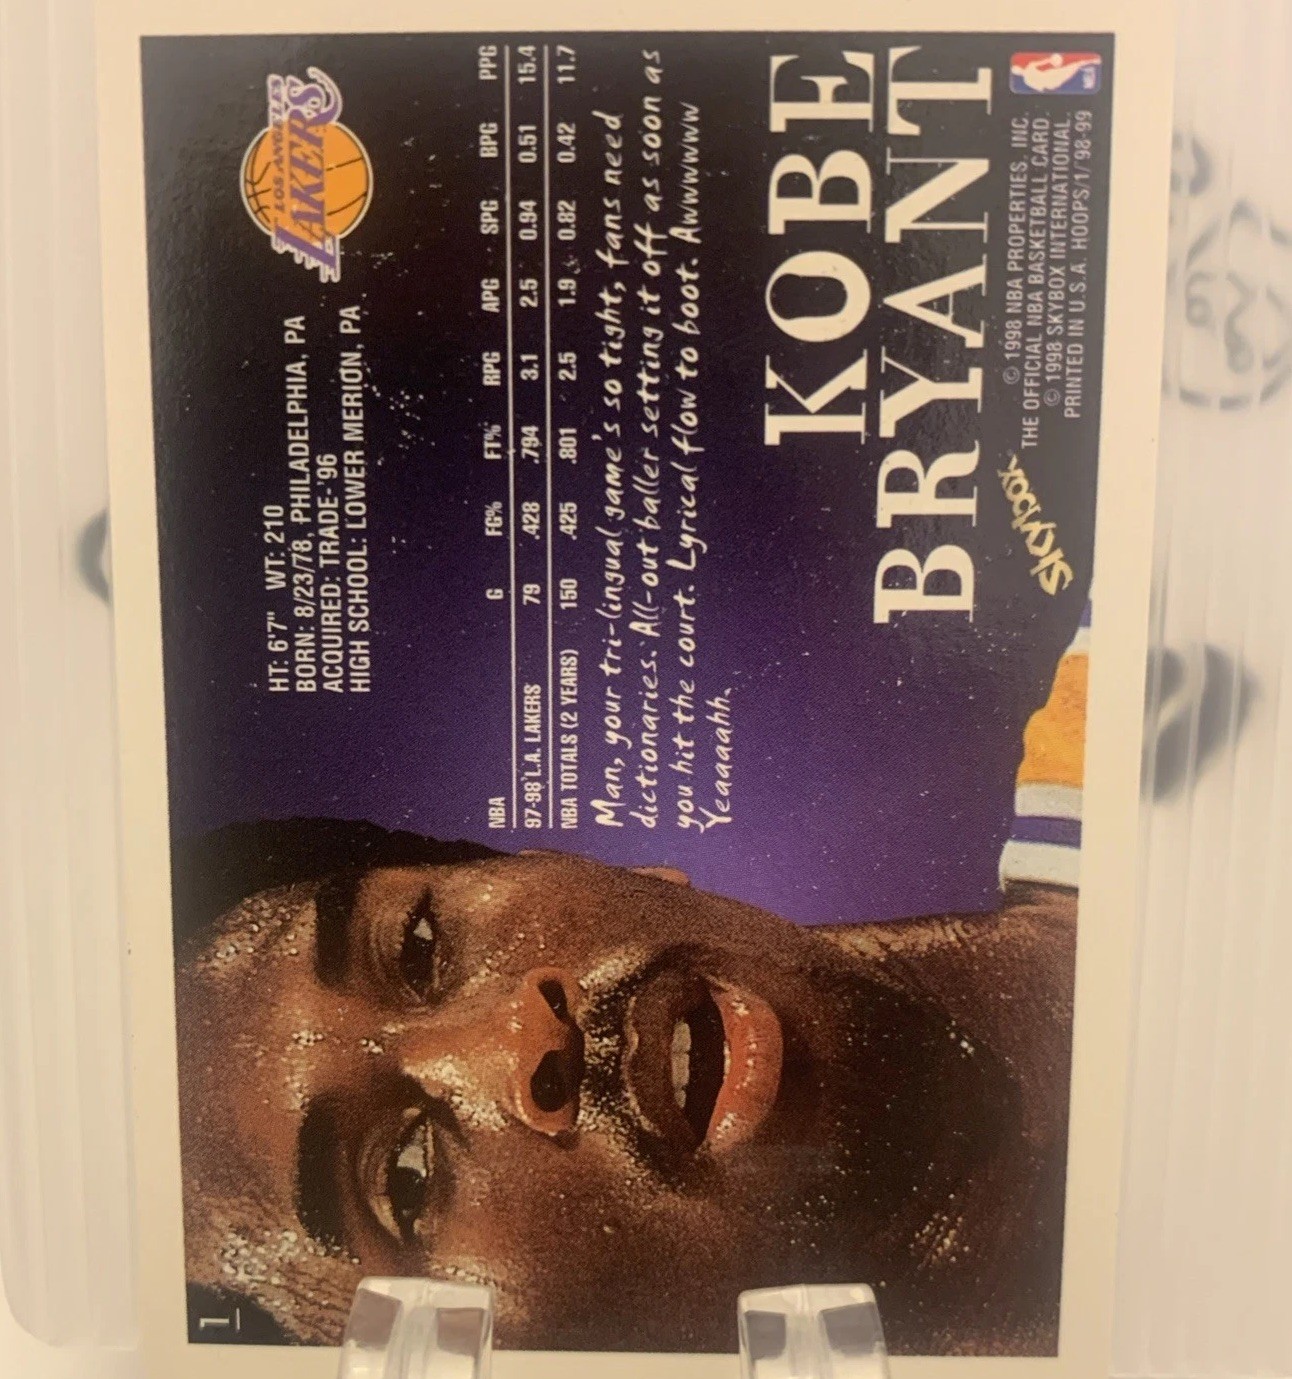 LOS ANGELES
LAKERS
HT: 6'7" WT: 210
BORN: 8/23/78, PHILADELPHIA, PA
ACQUIRED: TRADE-'96
HIGH SCHOOL: LOWER MERION, PA
NBA G FG% FT% RPG APG SPG BPG PPG
97-98 L.A. LAKERS 79 .428 .794 3.1 2.5 0.94 0.51 15.4
NBA TOTALS (2 YEARS) 150 .425 .801 2.5 1.9 0.82 0.42 11.7
Man, your tri-lingual game's so tight, fans need
dictionaries. All-out baller setting it off as soon as
you hit the court. Lyrical flow to boot. Awwwwww
Yeaaaahh.
KOBE
BRYANT
SkyBox
© 1998 NBA PROPERTIES, INC.
THE OFFICIAL NBA BASKETBALL CARD.
© 1998 SKYBOX INTERNATIONAL.
PRINTED IN U.S.A. HOOPS/1/'98-99
NBA
1